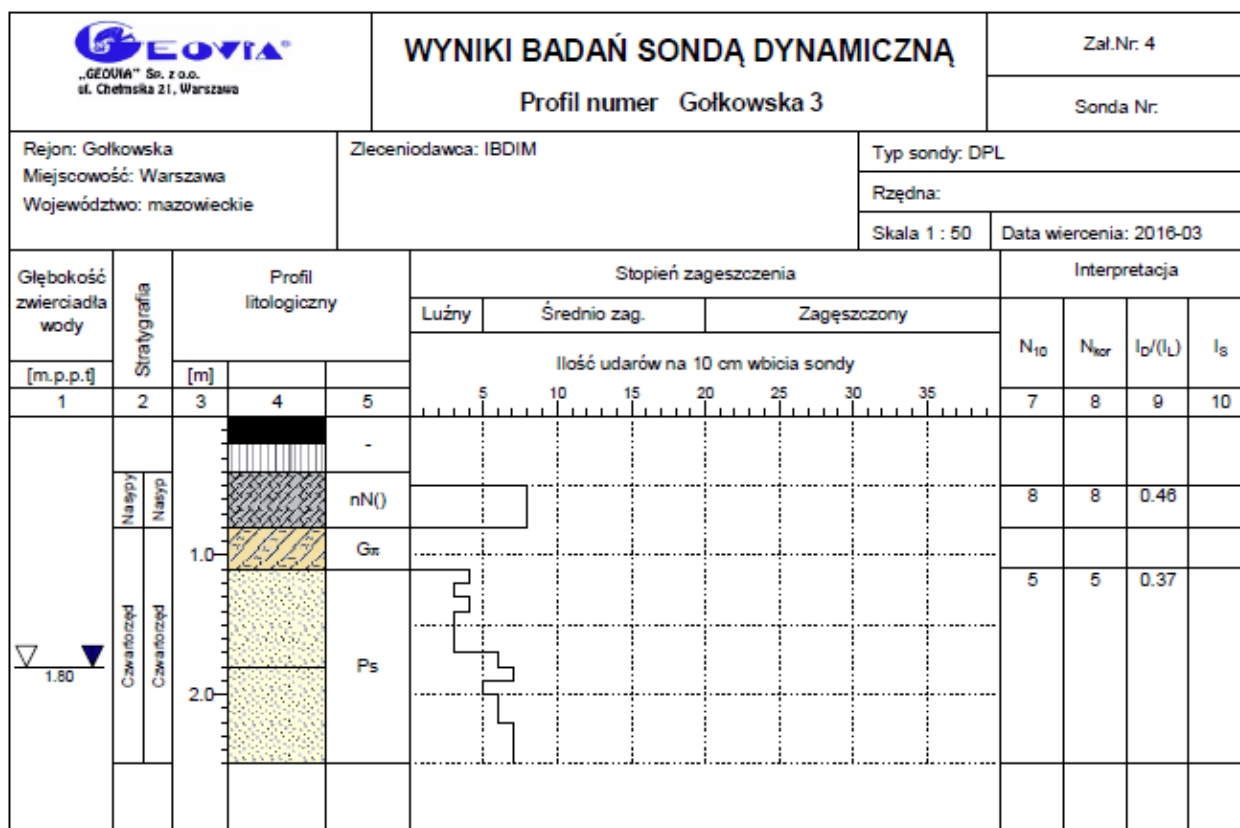 GEOVIA®
„GEOVIA” Sp. z o.o.
ul. Chełmska 21, Warszawa
WYNIKI BADAŃ SONDĄ DYNAMICZNĄ
Profil numer Gołkowska 3
Zał.Nr: 4
Sonda Nr:
Rejon: Gołkowska
Miejscowość: Warszawa
Województwo: mazowieckie
Zleceniodawca: IBDIM
Typ sondy: DPL
Rzędna:
Skala 1 : 50
Data wiercenia: 2016-03
Głębokość
zwierciadła
wody
[m.p.p.t]
Stratygrafia
Profil
litologiczny
[m]
Stopień zageszczenia
Luźny
Średnio zag.
Zagęszczony
Ilość udarów na 10 cm wbicia sondy
5 10 15 20 25 30 35
Interpretacja
N10
Nkor
ID/(IL)
IS
1 2 3 4 5 7 8 9 10
-
Nasypy
Nasyp
nN()
8 8 0.46
1.0
Gπ
5 5 0.37
Czwartorzęd
Czwartorzęd
Ps
1.80
2.0